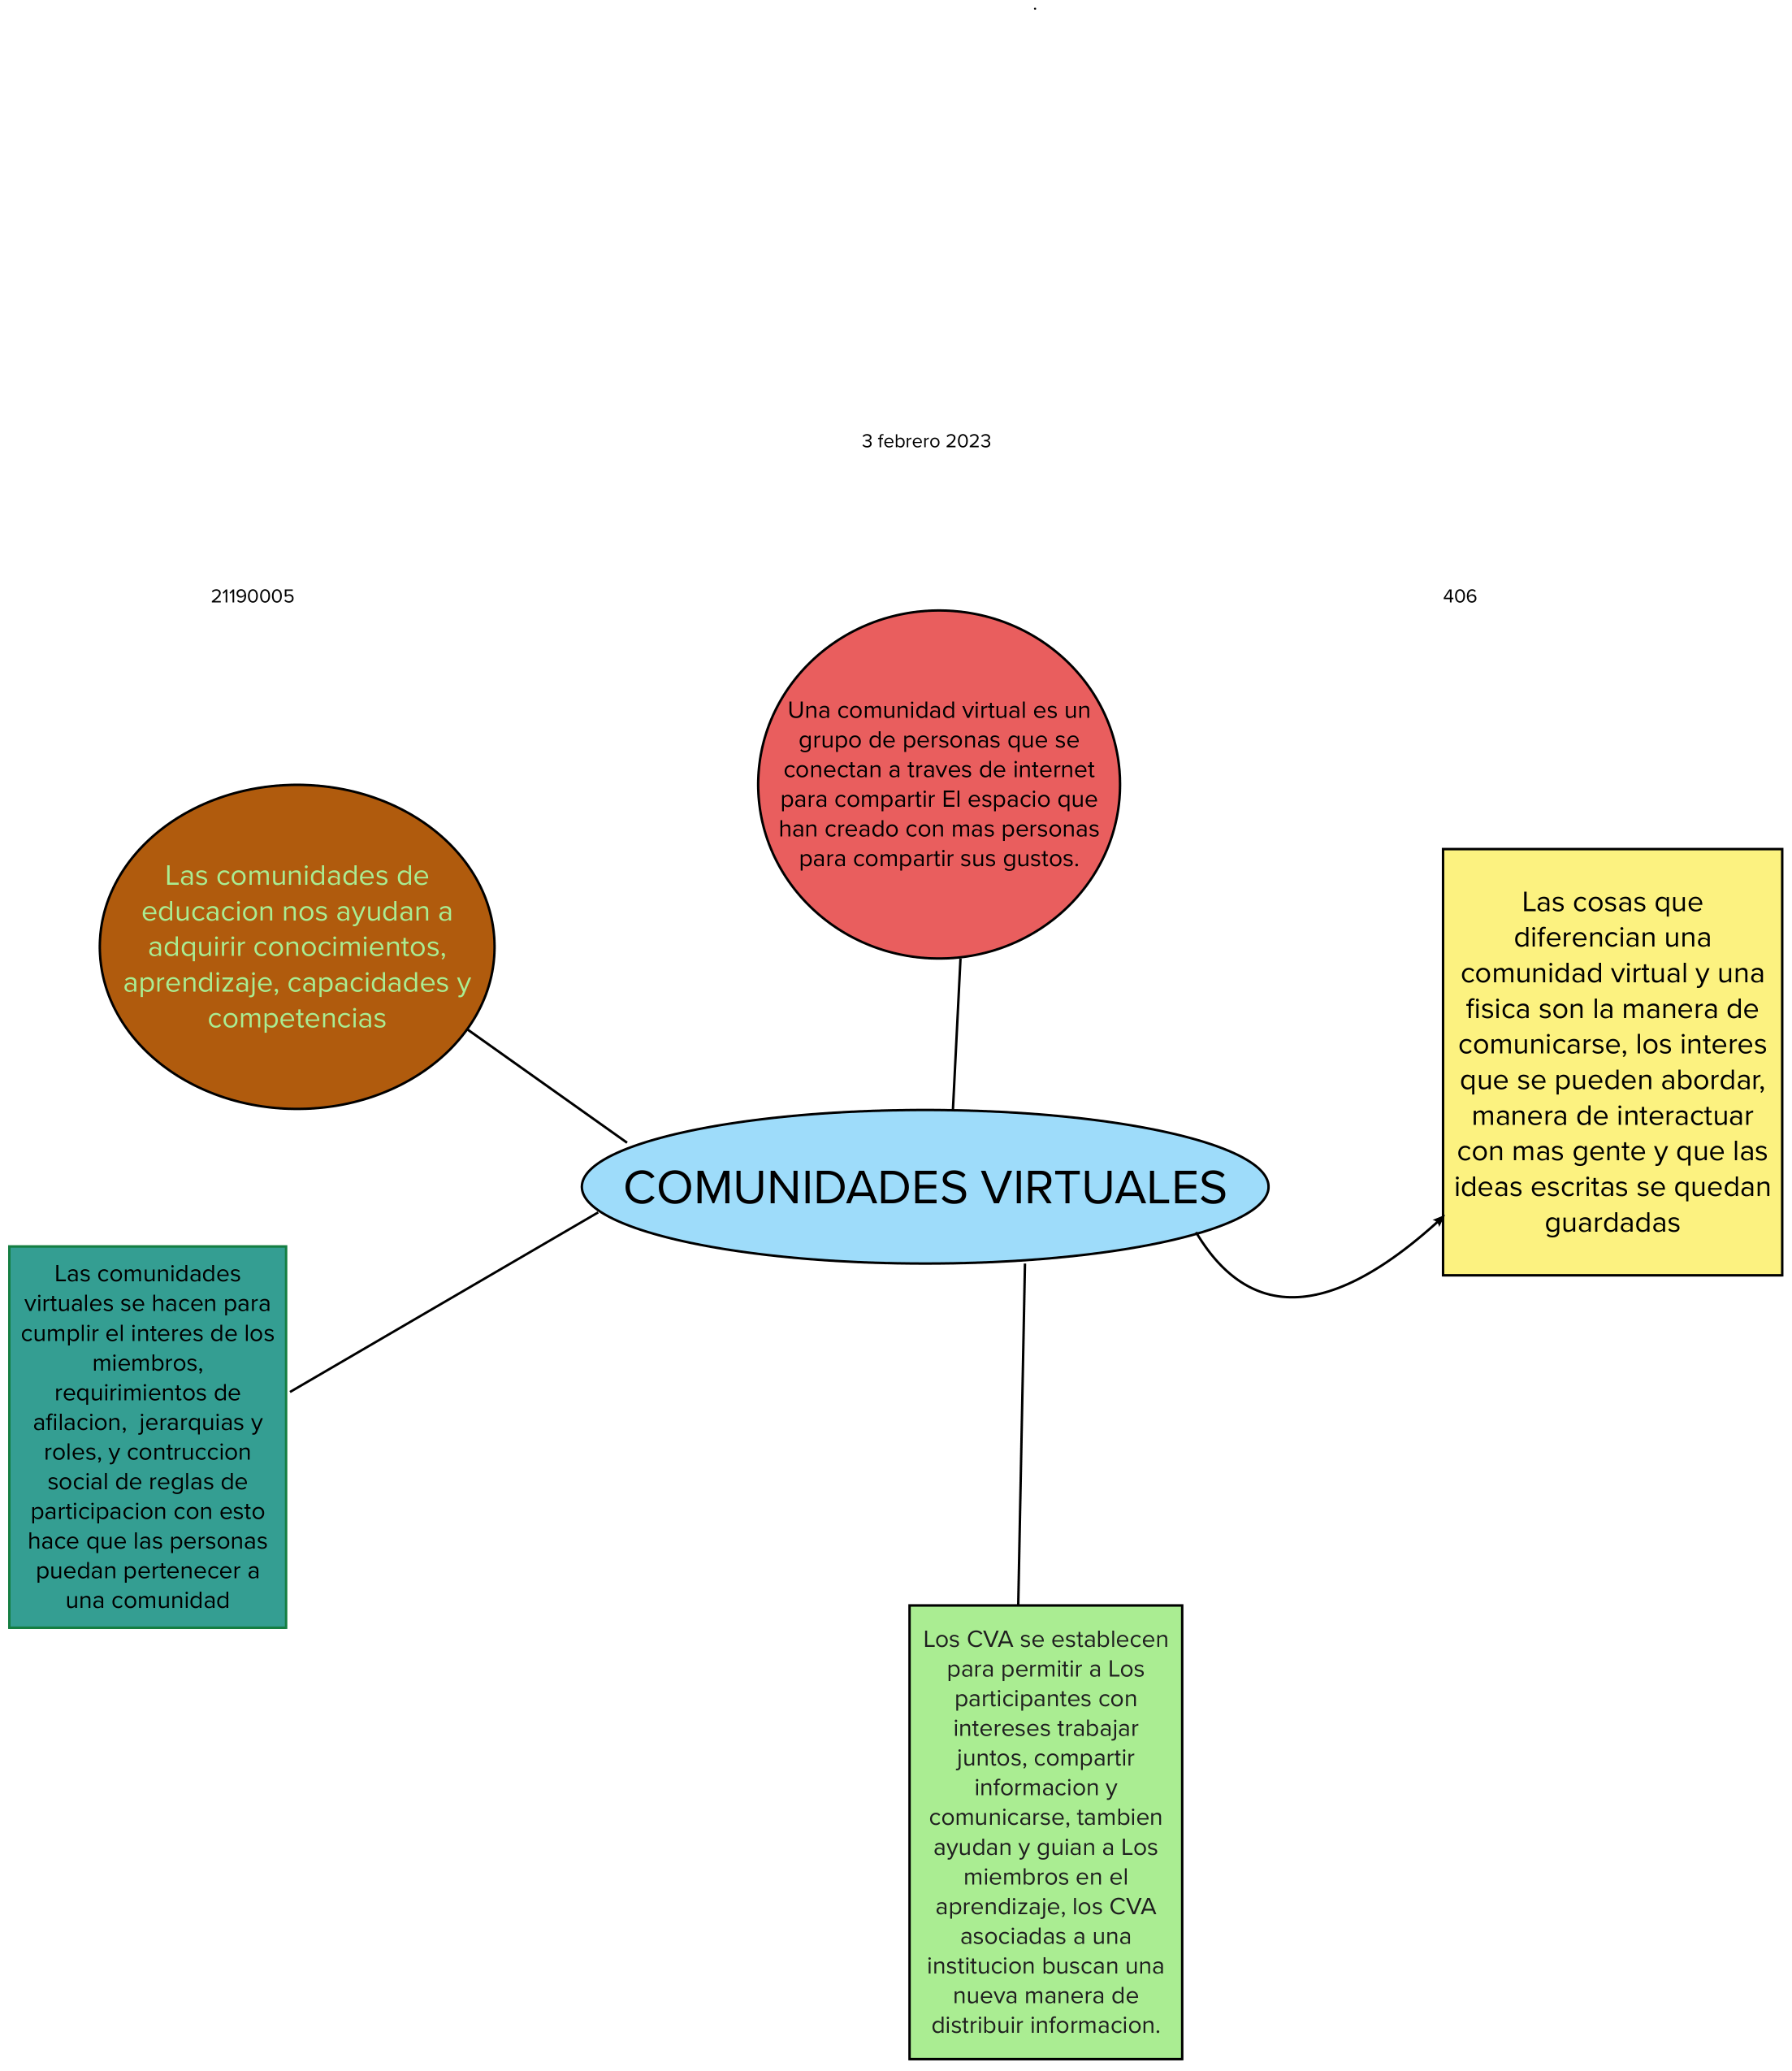 .
3 febrero 2023
21190005
406
Una comunidad virtual es un
grupo de personas que se
conectan a traves de internet
para compartir El espacio que
han creado con mas personas
para compartir sus gustos.
Las comunidades de
educacion nos ayudan a
adquirir conocimientos,
aprendizaje, capacidades y
competencias
Las cosas que
diferencian una
comunidad virtual y una
fisica son la manera de
comunicarse, los interes
que se pueden abordar,
manera de interactuar
con mas gente y que las
ideas escritas se quedan
guardadas
COMUNIDADES VIRTUALES
Las comunidades
virtuales se hacen para
cumplir el interes de los
miembros,
requirimientos de
afilacion,  jerarquias y
roles, y contruccion
social de reglas de
participacion con esto
hace que las personas
puedan pertenecer a
una comunidad
Los CVA se establecen
para permitir a Los
participantes con
intereses trabajar
juntos, compartir
informacion y
comunicarse, tambien
ayudan y guian a Los
miembros en el
aprendizaje, los CVA
asociadas a una
institucion buscan una
nueva manera de
distribuir informacion.